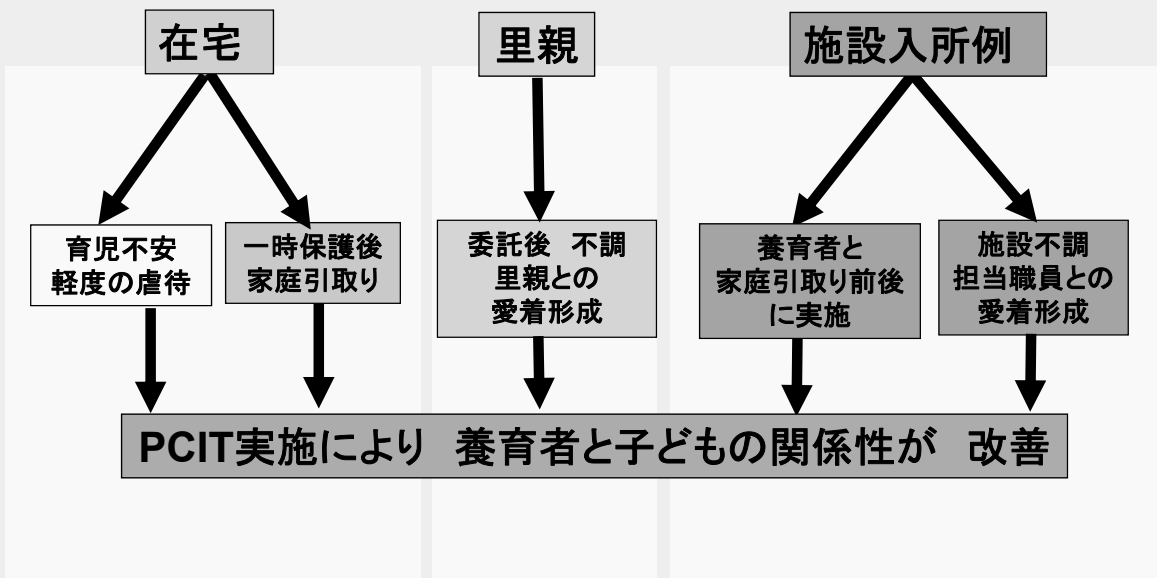 在宅
里親
施設入所例
育児不安
軽度の虐待
一時保護後
家庭引取り
委託後　不調
里親との
愛着形成
養育者と
家庭引取り前後
に実施
施設不調
担当職員との
愛着形成
PCIT実施により　養育者と子どもの関係性が　改善